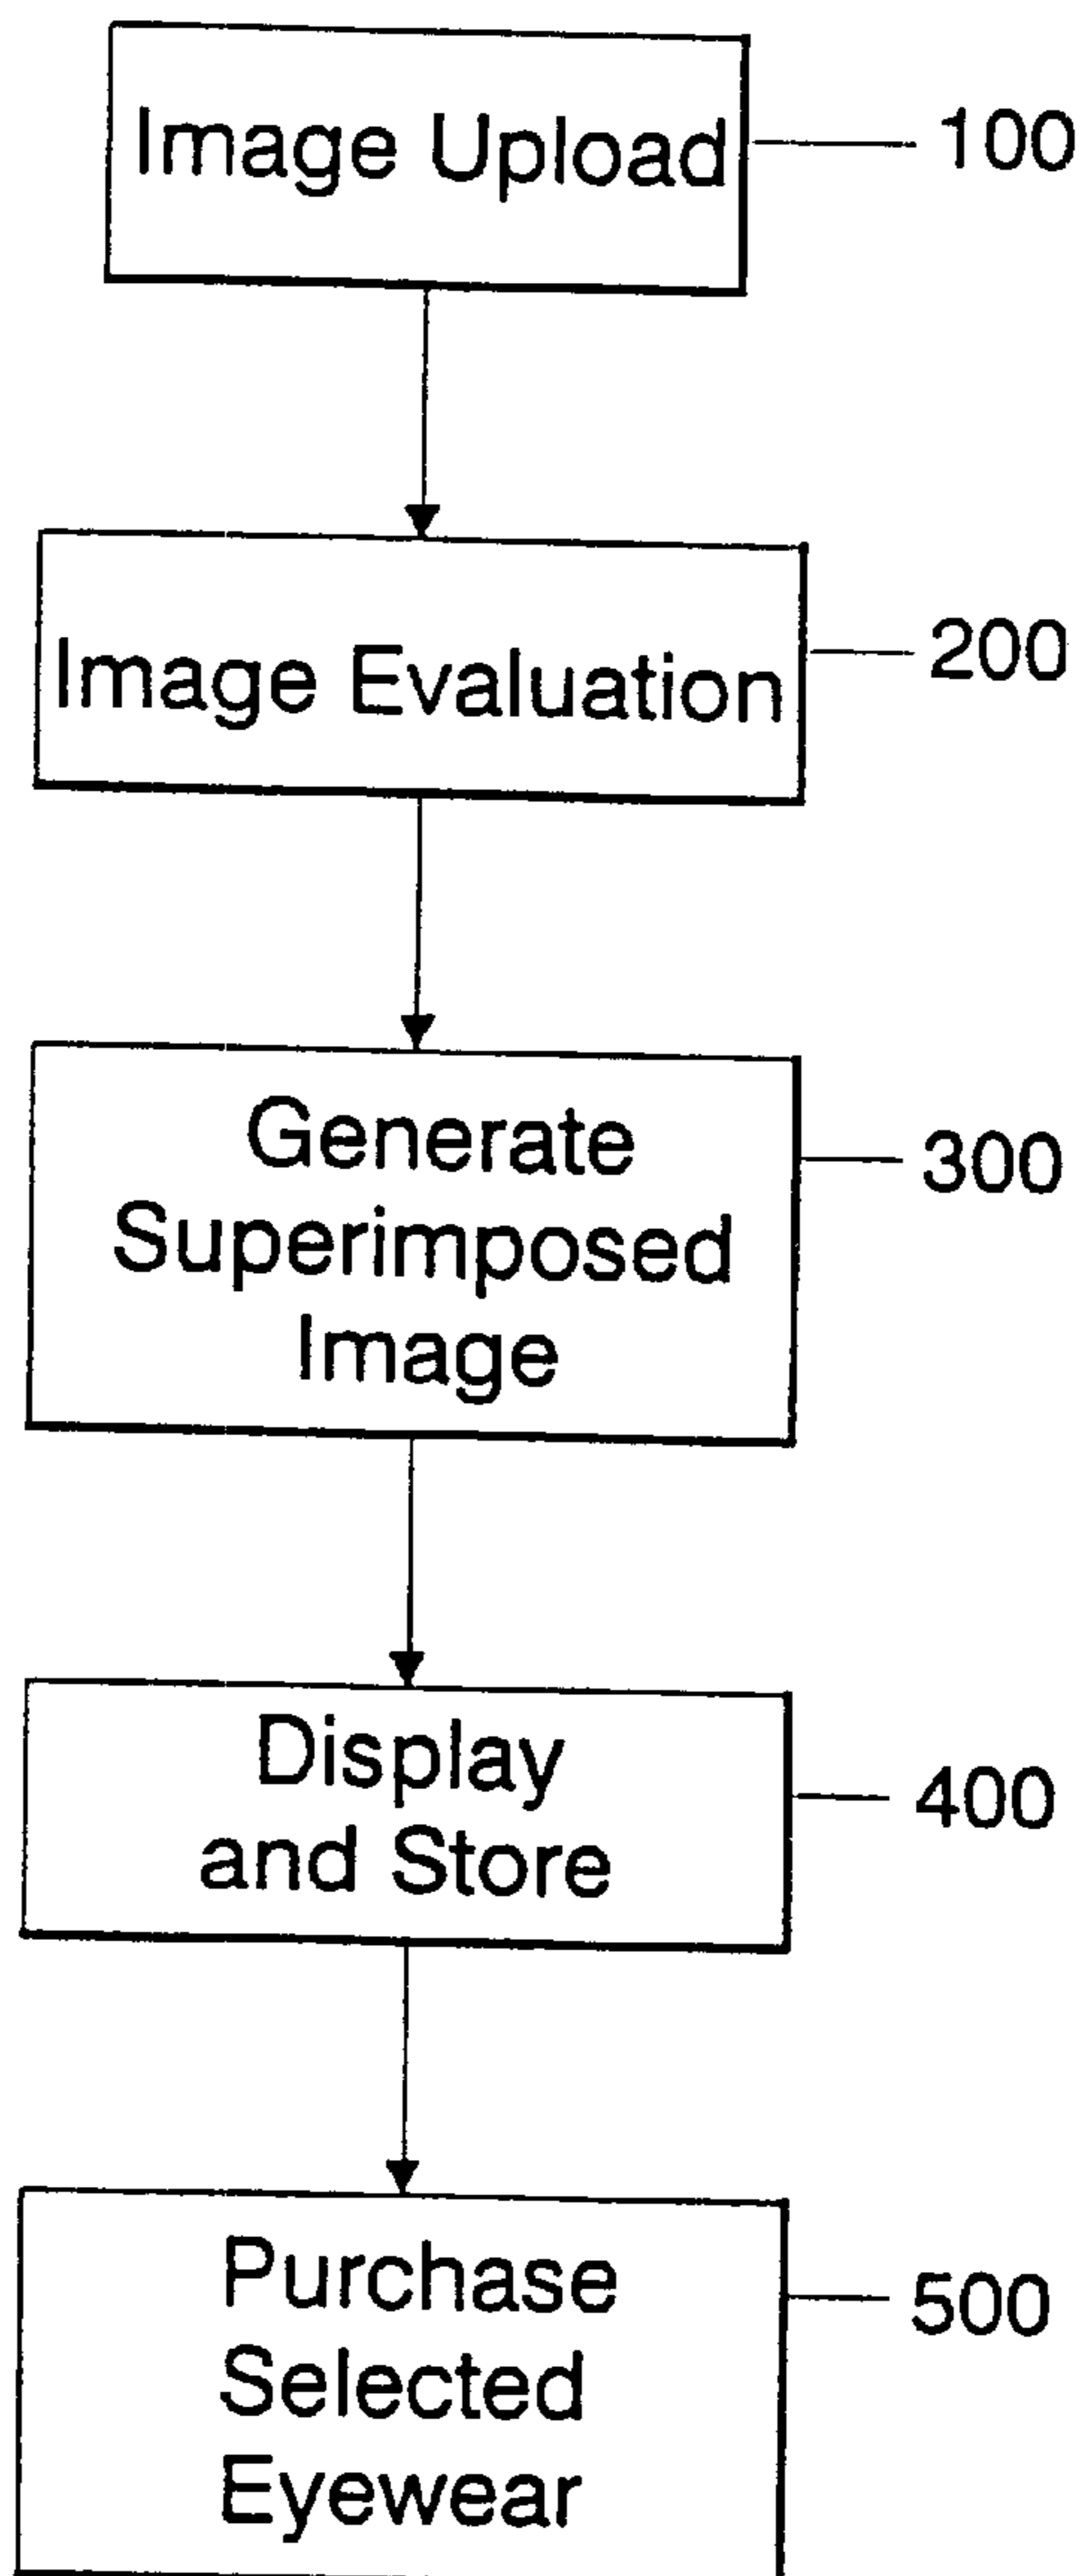 Image Upload
100
Image Evaluation
200
Generate
300
Superimposed
Image
Display
400
and Store
Purchase
500
Selected
Eyewear